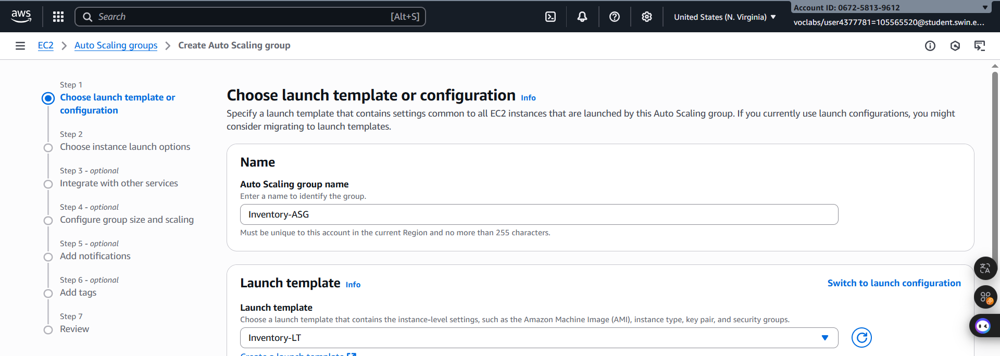 aws
Search
[Alt+S]
United States (N. Virginia)
Account ID: 0672-5813-9612
voclabs/user4377781=105565520@student.swin.e...
EC2
Auto Scaling groups
Create Auto Scaling group
Step 1
Choose launch template or
configuration
Step 2
Choose instance launch options
Step 3 - optional
Integrate with other services
Step 4 - optional
Configure group size and scaling
Step 5 - optional
Add notifications
Step 6 - optional
Add tags
Step 7
Review
Choose launch template or configuration Info
Specify a launch template that contains settings common to all EC2 instances that are launched by this Auto Scaling group. If you currently use launch configurations, you might
consider migrating to launch templates.
Name
Auto Scaling group name
Enter a name to identify the group.
Inventory-ASG
Must be unique to this account in the current Region and no more than 255 characters.
Launch template Info
Switch to launch configuration
Launch template
Choose a launch template that contains the instance-level settings, such as the Amazon Machine Image (AMI), instance type, key pair, and security groups.
Inventory-LT
Create a launch template